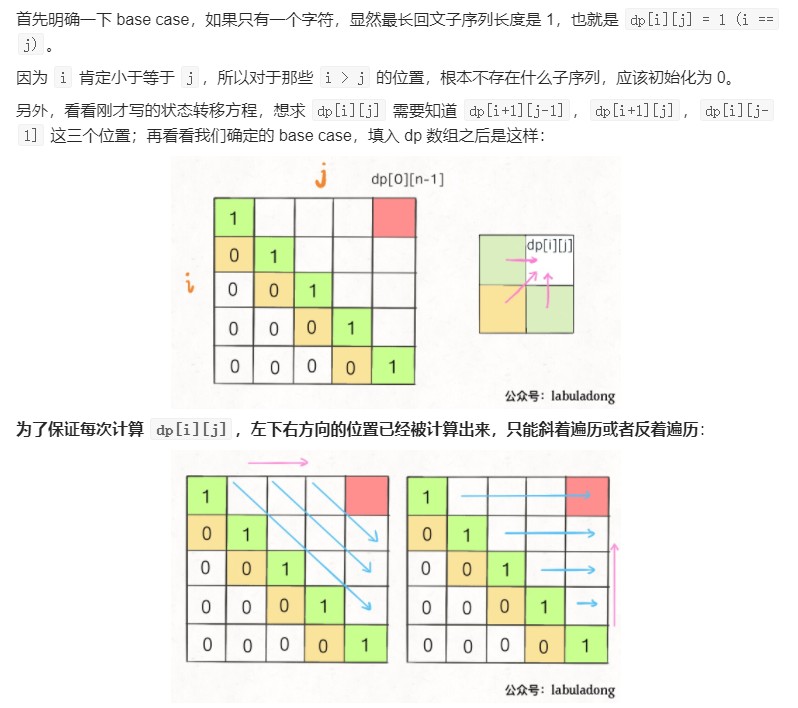 首先明确一下 base case，如果只有一个字符，显然最长回文子序列长度是 1，也就是 dp[i][j] = 1 (i ==
j)。
因为 i 肯定小于等于 j，所以对于那些 i > j 的位置，根本不存在什么子序列，应该初始化为 0。
另外，看看刚才写的状态转移方程，想求 dp[i][j] 需要知道 dp[i+1][j-1]，dp[i+1][j]，dp[i][j-
1] 这三个位置；再看看我们确定的 base case，填入 dp 数组之后是这样：
j dp[0][n-1]
1
0 1
i 0 0 1
0 0 0 1
0 0 0 0 1
dp[i][j]
公众号：labuladong
为了保证每次计算 dp[i][j]，左下右方向的位置已经被计算出来，只能斜着遍历或者反着遍历：
1
0 1
0 0 1
0 0 0 1
0 0 0 0 1
1
0 1
0 0 1
0 0 0 1
0 0 0 0 1
公众号：labuladong